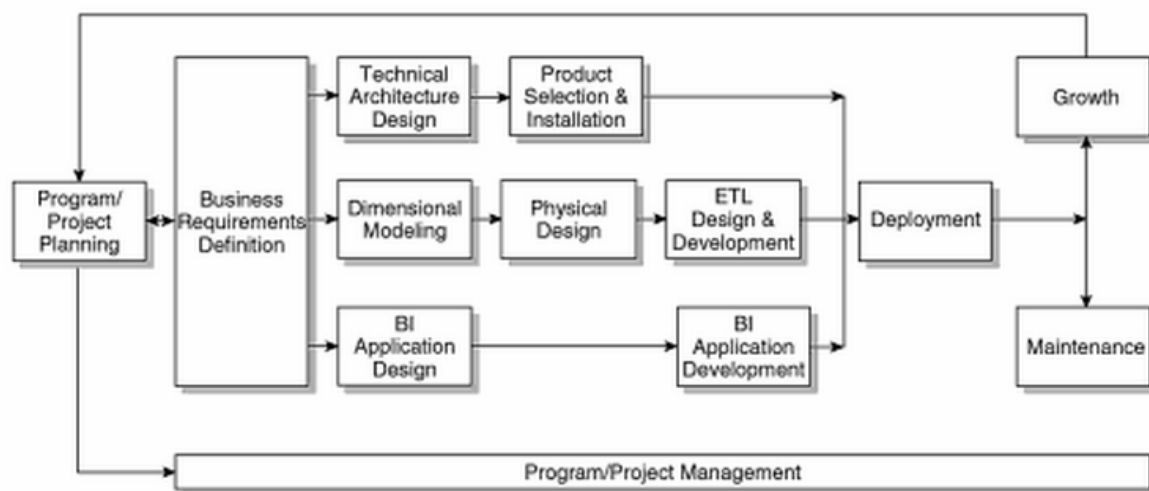 Technical
Architecture
Design
Product
Selection &
Installation
Growth
Program/
Project
Planning
Business
Requirements
Definition
Dimensional
Modeling
Physical
Design
ETL
Design &
Development
Deployment
BI
Application
Design
BI
Application
Development
Maintenance
Program/Project Management